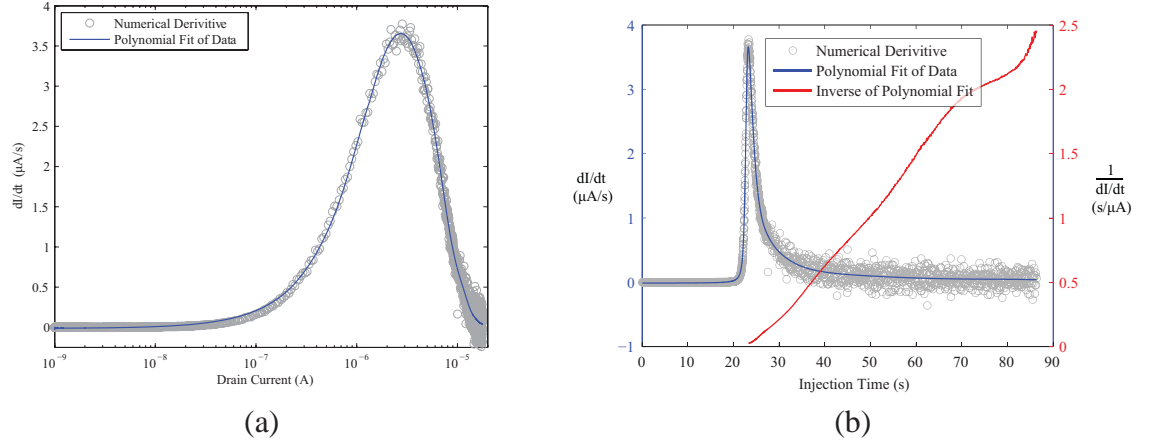 4
3.5
3
2.5
2
1.5
1
0.5
0
Numerical Derivitive
Polynomial Fit of Data
dI/dt (μA/s)
10⁻⁹
10⁻⁸
10⁻⁷
10⁻⁶
10⁻⁵
Drain Current (A)
(a)
4
3
2
1
0
−1
dI/dt
(μA/s)
Numerical Derivitive
Polynomial Fit of Data
Inverse of Polynomial Fit
2.5
2
1.5
1
0.5
0
1
dI/dt
(s/μA)
0 10 20 30 40 50 60 70 80 90
Injection Time (s)
(b)